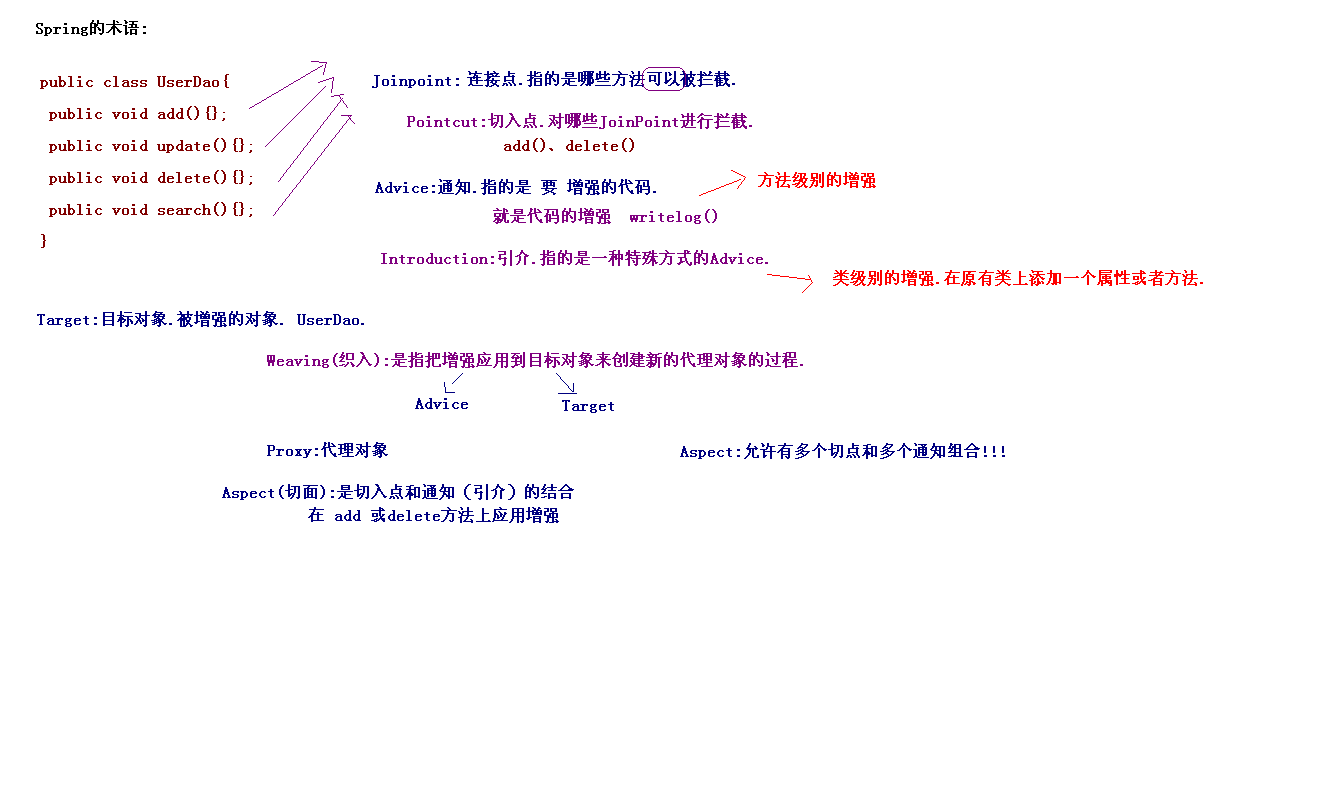 Spring的术语:
public class UserDao{
public void add(){};
public void update(){};
public void delete(){};
public void search(){};
}
Joinpoint: 连接点.指的是哪些方法可以被拦截.
Pointcut:切入点.对哪些JoinPoint进行拦截.
add()、delete()
Advice:通知.指的是 要 增强的代码.
方法级别的增强
就是代码的增强 writelog()
Introduction:引介.指的是一种特殊方式的Advice.
类级别的增强.在原有类上添加一个属性或者方法.
Target:目标对象.被增强的对象. UserDao.
Weaving(织入):是指把增强应用到目标对象来创建新的代理对象的过程.
Advice
Target
Proxy:代理对象
Aspect:允许有多个切点和多个通知组合!!!
Aspect(切面):是切入点和通知（引介）的结合
在 add 或delete方法上应用增强